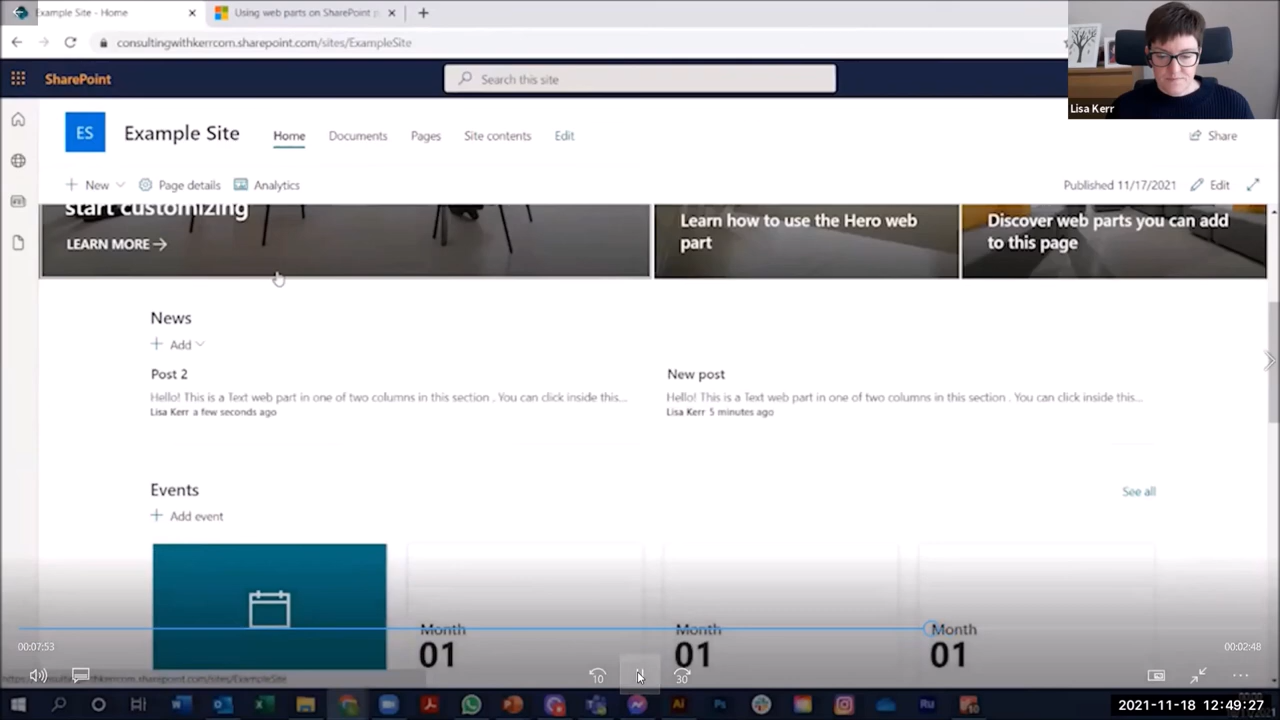 Example Site - Home
Using web parts on SharePoint p
consultingwithkerrcom.sharepoint.com/sites/ExampleSite
SharePoint
Search this site
Lisa Kerr
ES
Example Site
Home
Documents
Pages
Site contents
Edit
Share
New
Page details
Analytics
Published 11/17/2021
Edit
start customizing
LEARN MORE
Learn how to use the Hero web
part
Discover web parts you can add
to this page
News
Add
Post 2
Hello! This is a Text web part in one of two columns in this section . You can click inside this...
Lisa Kerr a few seconds ago
New post
Hello! This is a Text web part in one of two columns in this section . You can click inside this...
Lisa Kerr 5 minutes ago
Events
See all
Add event
Month
01
Month
01
Month
01
00:07:53
00:02:48
10
30
https://consultingwithkerrcom.sharepoint.com/sites/ExampleSite
2021-11-18 12:49:27